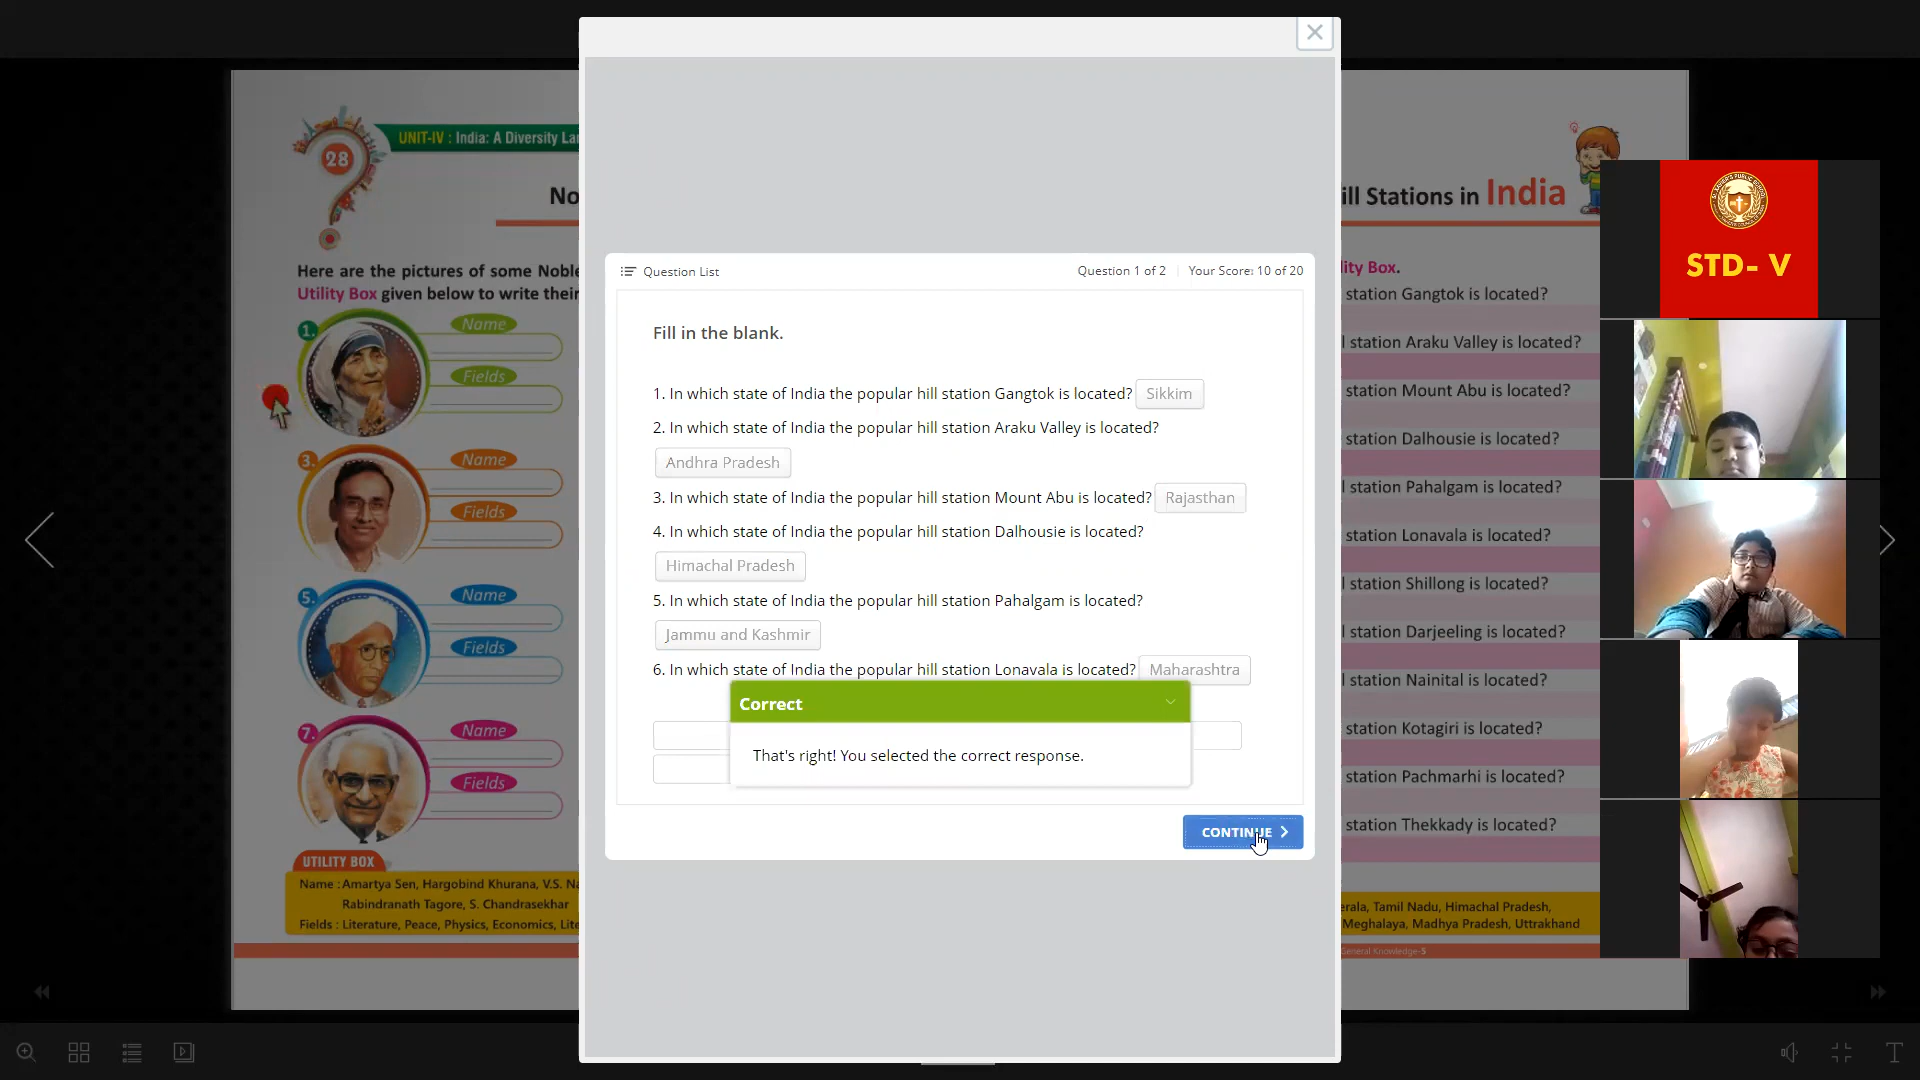 28
UNIT-IV : India: A Diversity La
No
Here are the pictures of some Noble
Utility Box given below to write their
1.
Name
Fields
3.
Name
Fields
5.
Name
Fields
7.
Name
Fields
UTILITY BOX
Name : Amartya Sen, Hargobind Khurana, V.S. Na
Rabindranath Tagore, S. Chandrasekhar
Fields : Literature, Peace, Physics, Economics, Lite
Question List
Question 1 of 2
Your Score: 10 of 20
Fill in the blank.
1. In which state of India the popular hill station Gangtok is located? Sikkim
2. In which state of India the popular hill station Araku Valley is located?
Andhra Pradesh
3. In which state of India the popular hill station Mount Abu is located? Rajasthan
4. In which state of India the popular hill station Dalhousie is located?
Himachal Pradesh
5. In which state of India the popular hill station Pahalgam is located?
Jammu and Kashmir
6. In which state of India the popular hill station Lonavala is located? Maharashtra
Correct
That's right! You selected the correct response.
CONTINUE
ill Stations in India
ity Box.
station Gangtok is located?
l station Araku Valley is located?
station Mount Abu is located?
station Dalhousie is located?
station Pahalgam is located?
station Lonavala is located?
station Shillong is located?
l station Darjeeling is located?
l station Nainital is located?
station Kotagiri is located?
station Pachmarhi is located?
station Thekkady is located?
erala, Tamil Nadu, Himachal Pradesh,
Meghalaya, Madhya Pradesh, Uttrakhand
General Knowledge-5
STD- V